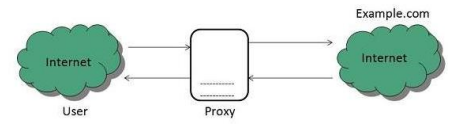 Example.com
Internet
Internet
User
Proxy